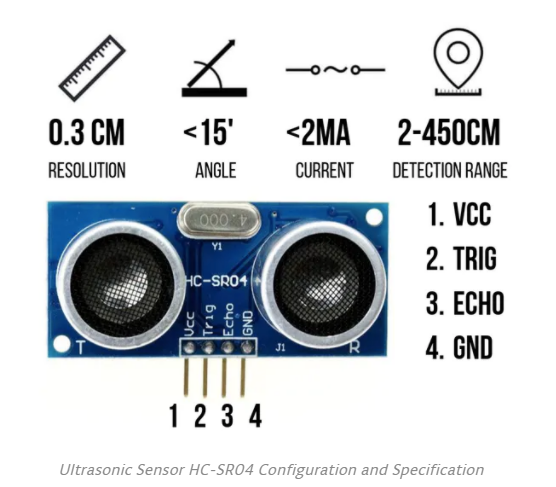 0.3 CM
RESOLUTION
<15'
ANGLE
<2MA
CURRENT
2-450CM
DETECTION RANGE
1. VCC
2. TRIG
3. ECHO
4. GND
4.000
Y1
HC-SR04
Vcc
Trig
Echo
GND
T
J1
R
1 2 3 4
Ultrasonic Sensor HC-SR04 Configuration and Specification